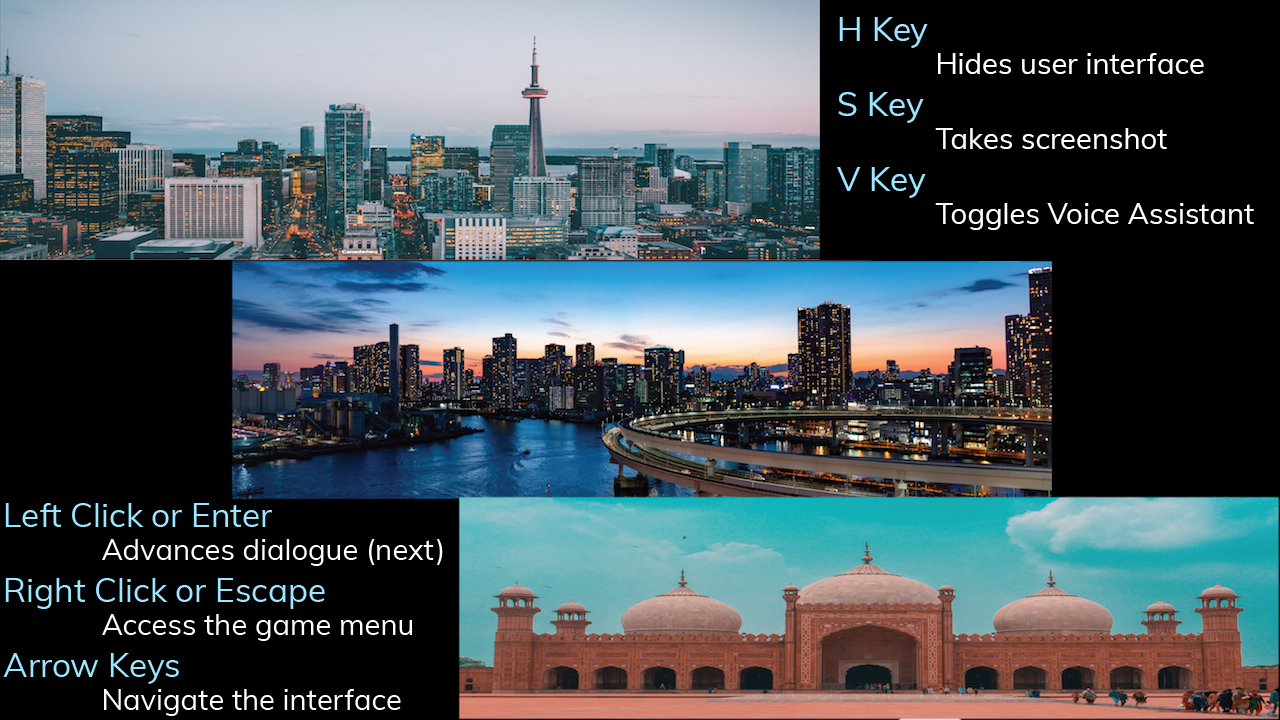 H Key
Hides user interface
S Key
Takes screenshot
V Key
Toggles Voice Assistant
Left Click or Enter
Advances dialogue (next)
Right Click or Escape
Access the game menu
Arrow Keys
Navigate the interface